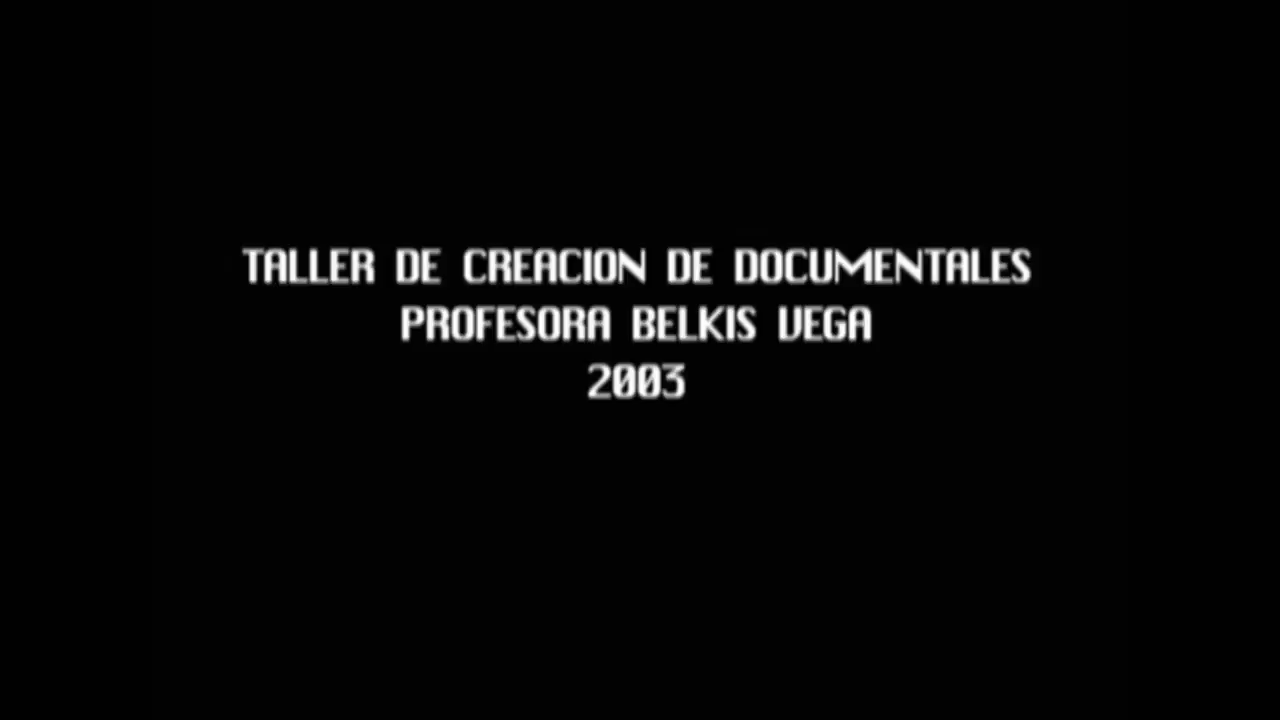 TALLER DE CREACION DE DOCUMENTALES
PROFESORA BELKIS VEGA
2003